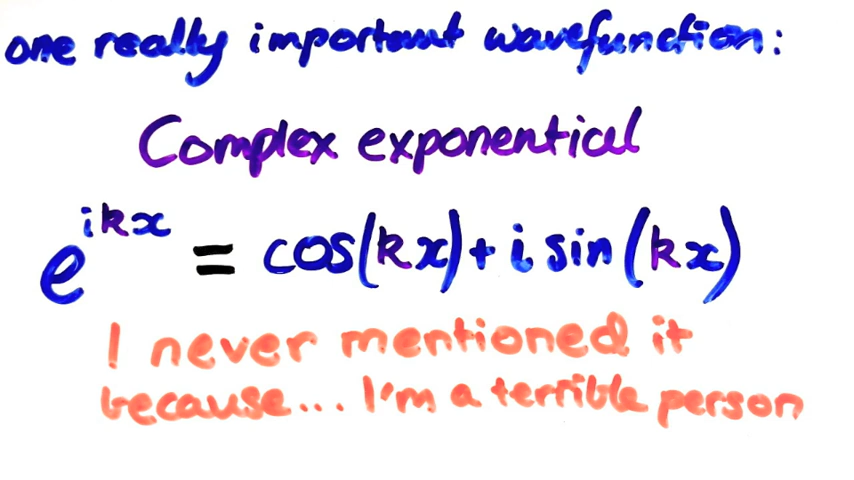 one really important wavefunction:
Complex exponential
e^{ikx} = cos(kx) + i sin(kx)
I never mentioned it
because... I'm a terrible person